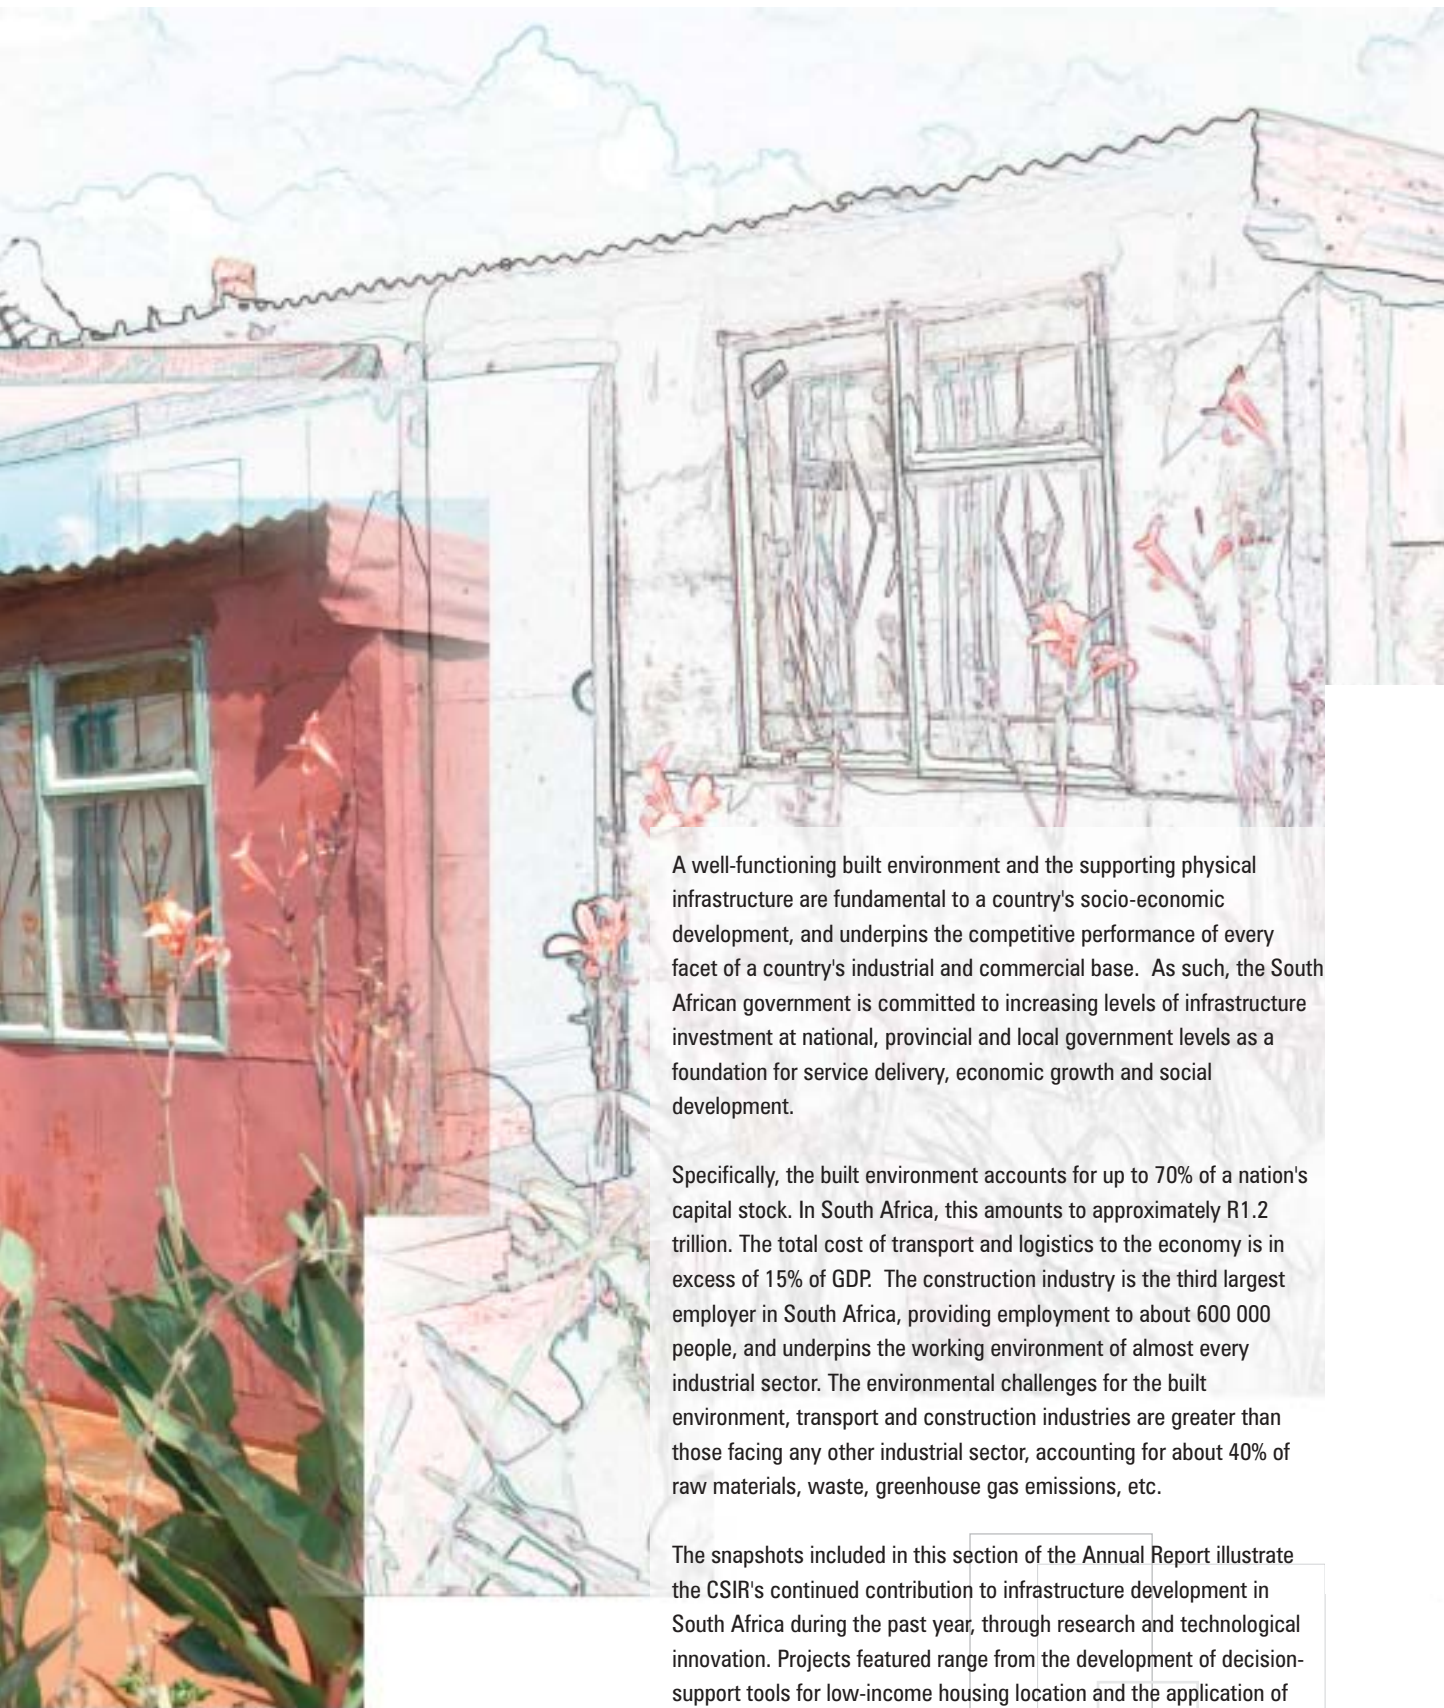 A well-functioning built environment and the supporting physical
infrastructure are fundamental to a country's socio-economic
development, and underpins the competitive performance of every
facet of a country's industrial and commercial base.  As such, the South
African government is committed to increasing levels of infrastructure
investment at national, provincial and local government levels as a
foundation for service delivery, economic growth and social
development.

Specifically, the built environment accounts for up to 70% of a nation's
capital stock. In South Africa, this amounts to approximately R1.2
trillion. The total cost of transport and logistics to the economy is in
excess of 15% of GDP.  The construction industry is the third largest
employer in South Africa, providing employment to about 600 000
people, and underpins the working environment of almost every
industrial sector. The environmental challenges for the built
environment, transport and construction industries are greater than
those facing any other industrial sector, accounting for about 40% of
raw materials, waste, greenhouse gas emissions, etc.

The snapshots included in this section of the Annual Report illustrate
the CSIR's continued contribution to infrastructure development in
South Africa during the past year, through research and technological
innovation. Projects featured range from the development of decision-
support tools for low-income housing location and the application of